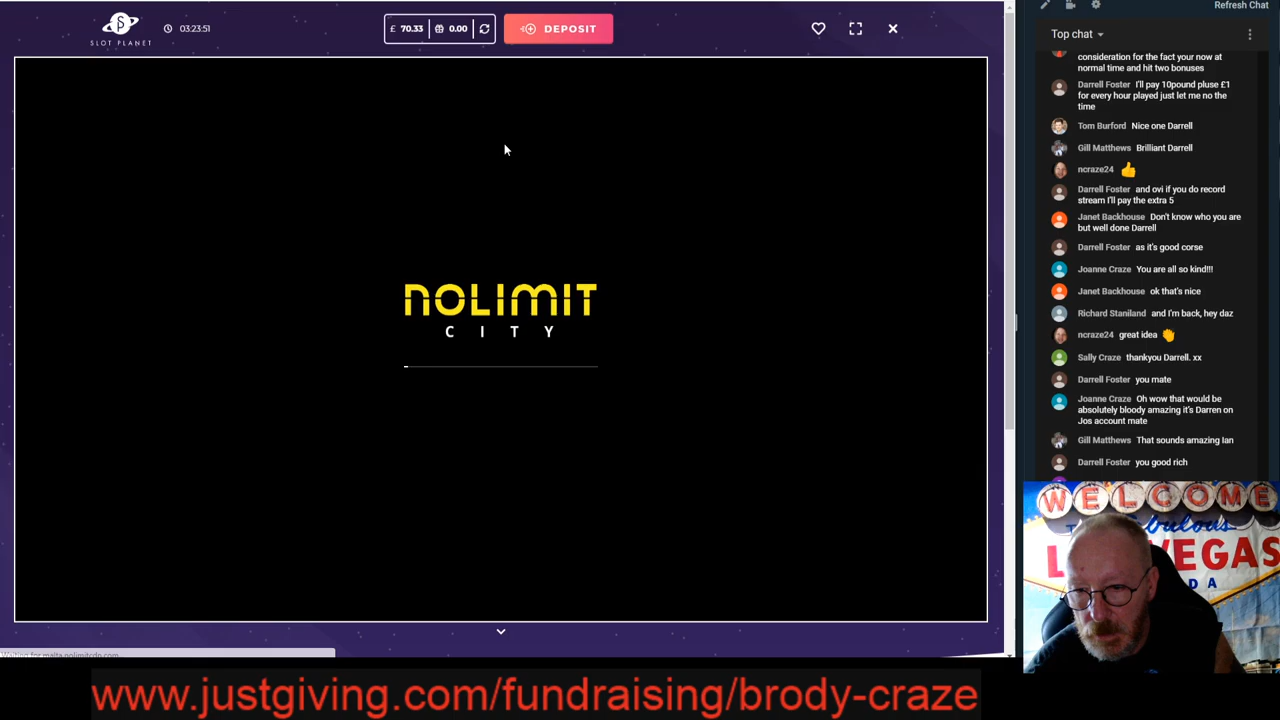 SLOT PLANET
03:23:51
£ 70.33 0.00
DEPOSIT
NOLIMIT
CITY
Waiting for malta.nolimitcdn.com...
www.justgiving.com/fundraising/brody-craze
Refresh Chat
Top chat
consideration for the fact your now at
normal time and hit two bonuses
Darrell Foster I'll pay 10pound pluse £1
for every hour played just let me no the
time
Tom Burford Nice one Darrell
Gill Matthews Brilliant Darrell
ncraze24 👍
Darrell Foster and ovi if you do record
stream I'll pay the extra 5
Janet Backhouse Don't know who you are
but well done Darrell
Darrell Foster as it's good corse
Joanne Craze You are all so kind!!!
Janet Backhouse ok that's nice
Richard Staniland and I'm back, hey daz
ncraze24 great idea 👏
Sally Craze thankyou Darrell. xx
Darrell Foster you mate
Joanne Craze Oh wow that would be
absolutely bloody amazing it's Darren on
Jos account mate
Gill Matthews That sounds amazing Ian
Darrell Foster you good rich
WELCOME